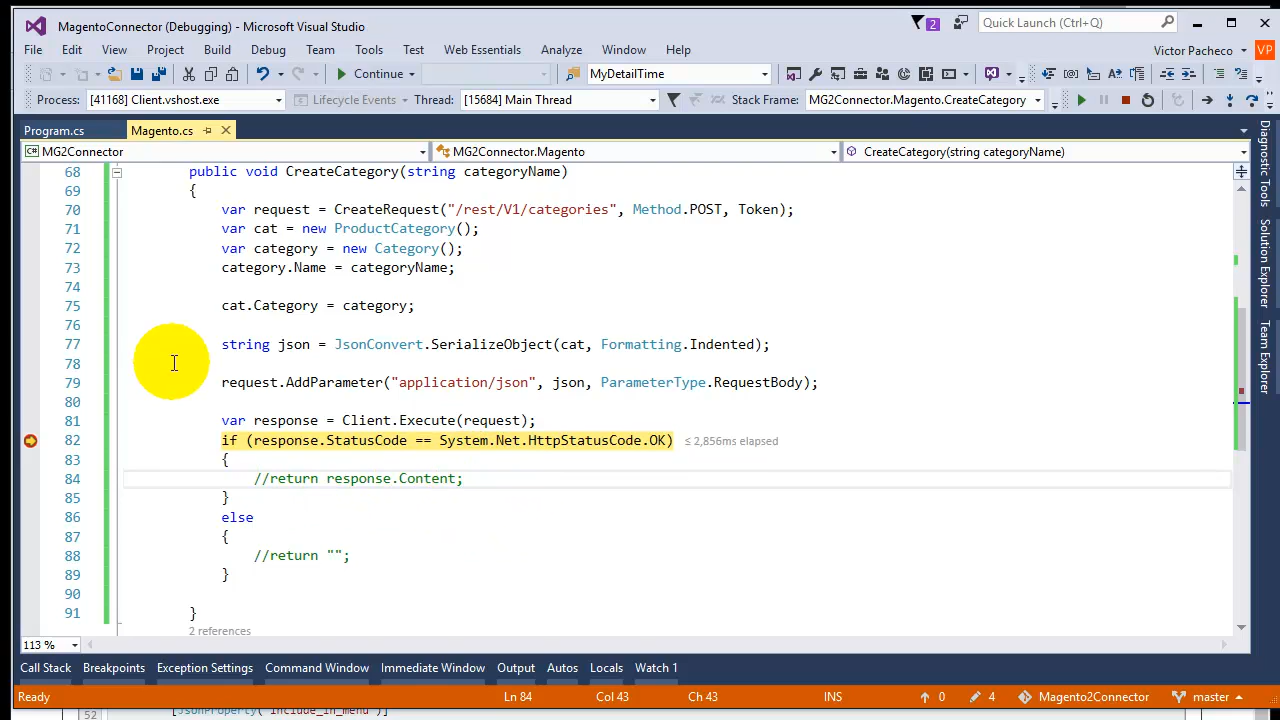 MagentoConnector (Debugging) - Microsoft Visual Studio
2
Quick Launch (Ctrl+Q)
File Edit View Project Build Debug Team Tools Test Web Essentials Analyze Window Help
Victor Pacheco VP
Continue
MyDetailTime
Process: [41168] Client.vshost.exe Lifecycle Events Thread: [15684] Main Thread Stack Frame: MG2Connector.Magento.CreateCategory
Program.cs Magento.cs
C# MG2Connector MG2Connector.Magento CreateCategory(string categoryName)
68 public void CreateCategory(string categoryName)
69 {
70 var request = CreateRequest("/rest/V1/categories", Method.POST, Token);
71 var cat = new ProductCategory();
72 var category = new Category();
73 category.Name = categoryName;
74
75 cat.Category = category;
76
77 string json = JsonConvert.SerializeObject(cat, Formatting.Indented);
78
79 request.AddParameter("application/json", json, ParameterType.RequestBody);
80
81 var response = Client.Execute(request);
82 if (response.StatusCode == System.Net.HttpStatusCode.OK) ≤ 2,856ms elapsed
83 {
84 //return response.Content;
85 }
86 else
87 {
88 //return "";
89 }
90
91 }
2 references
113 %
Diagnostic Tools
Solution Explorer
Team Explorer
Call Stack Breakpoints Exception Settings Command Window Immediate Window Output Autos Locals Watch 1
Ready Ln 84 Col 43 Ch 43 INS 0 4 Magento2Connector master
52 [JsonProperty("include_in_menu")]